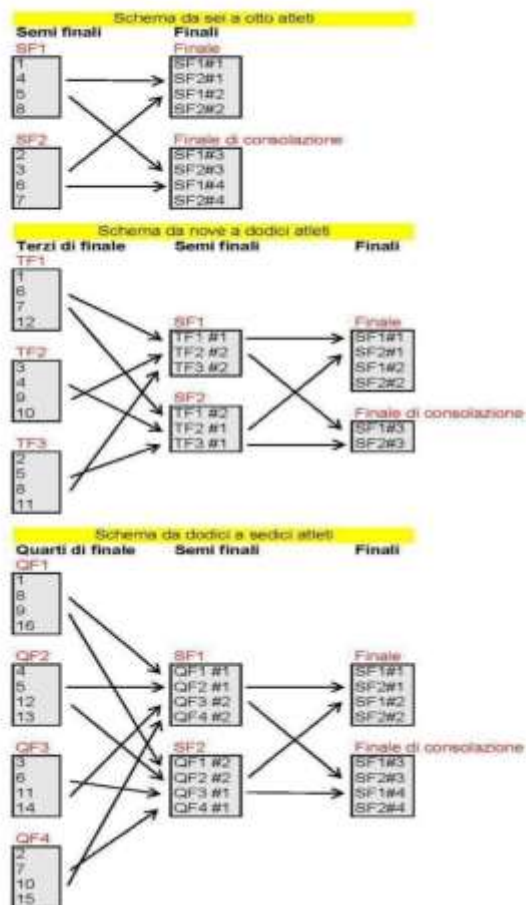 Schema da sei a otto atleti
Semi finali Finali
SF1
1
4
5
8
SF2
2
3
6
7
Finale
SF1#1
SF2#1
SF1#2
SF2#2
Finale di consolazione
SF1#3
SF2#3
SF1#4
SF2#4
Schema da nove a dodici atleti
Terzi di finale Semi finali Finali
TF1
1
6
7
12
TF2
3
4
9
10
TF3
2
5
8
11
SF1
TF1 #1
TF2 #2
TF3 #2
SF2
TF1 #2
TF2 #1
TF3 #1
Finale
SF1#1
SF2#1
SF1#2
SF2#2
Finale di consolazione
SF1#3
SF2#3
Schema da dodici a sedici atleti
Quarti di finale Semi finali Finali
QF1
1
8
9
16
QF2
4
5
12
13
QF3
3
6
11
14
QF4
2
7
10
15
SF1
QF1 #1
QF2 #1
QF3 #2
QF4 #2
SF2
QF1 #2
QF2 #2
QF3 #1
QF4 #1
Finale
SF1#1
SF2#1
SF1#2
SF2#2
Finale di consolazione
SF1#3
SF2#3
SF1#4
SF2#4